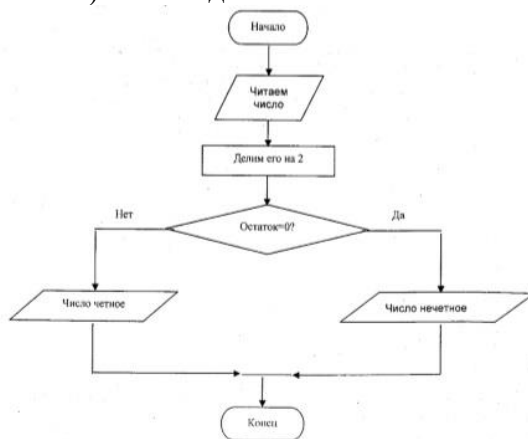 Начало
Читаем
число
Делим его на 2
Нет
Остаток=0?
Да
Число четное
Число нечетное
Конец